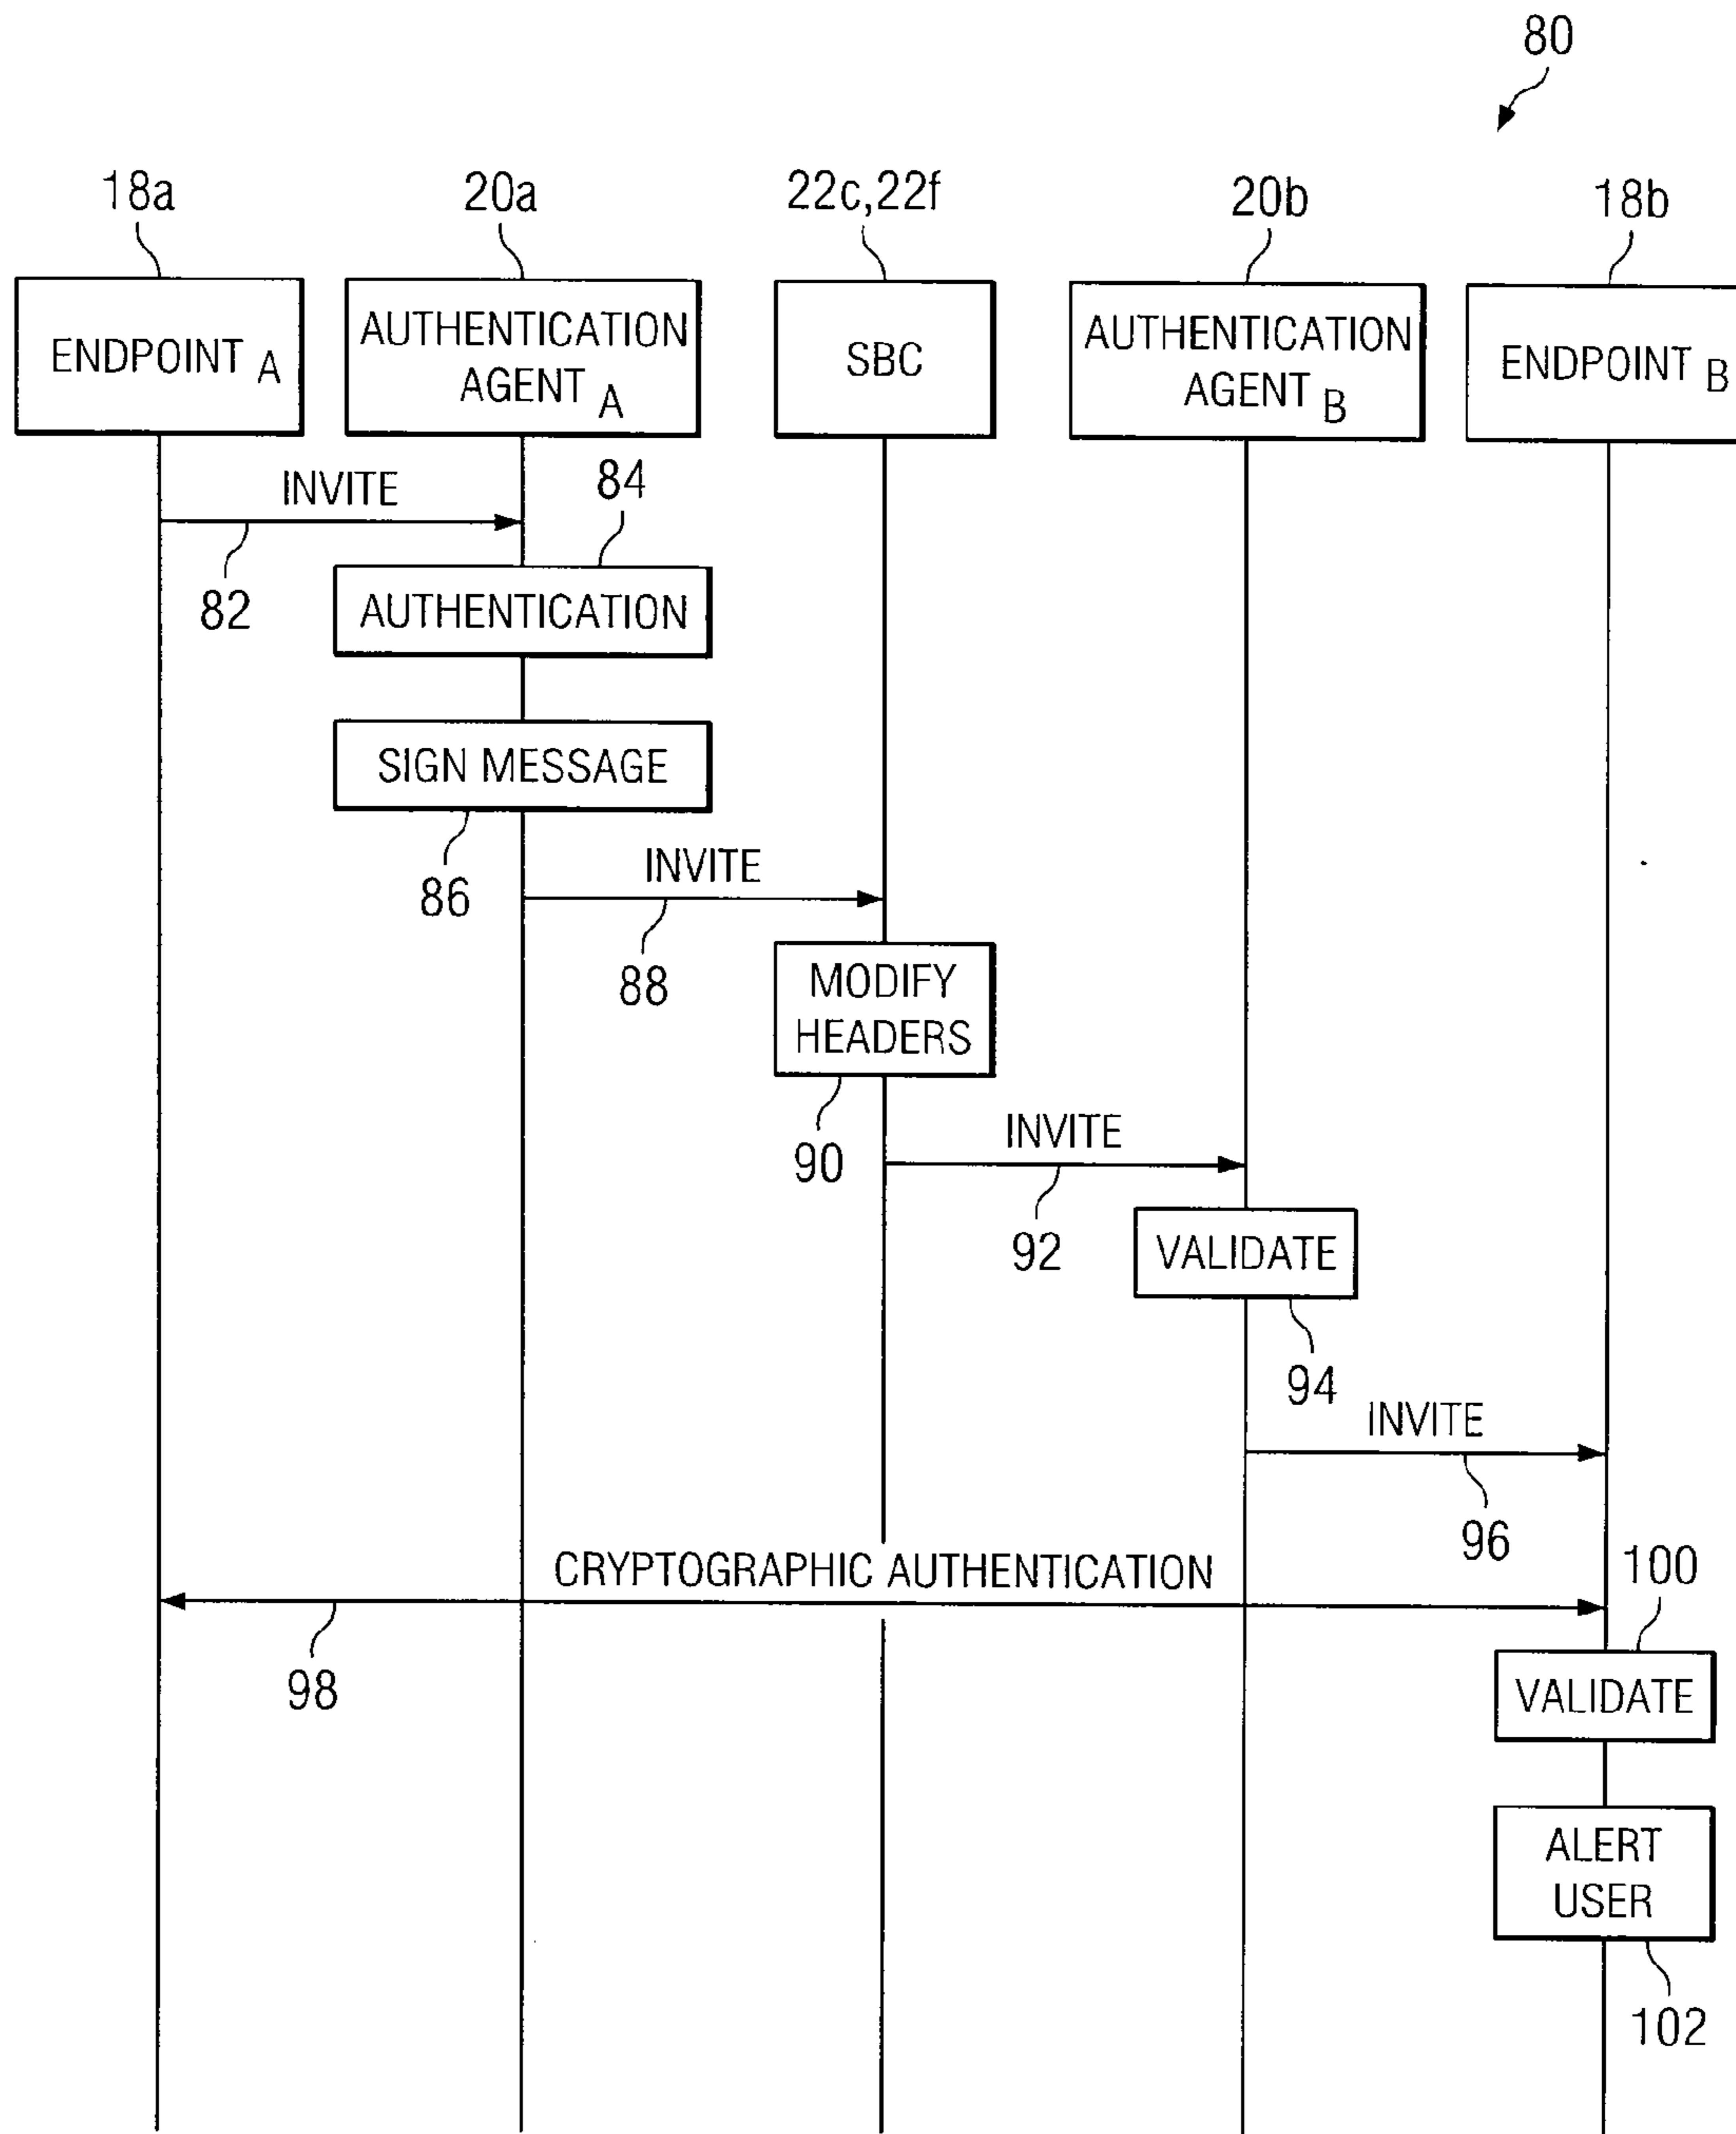 80
18a
20a
22c,22f
20b
18b
ENDPOINT A
AUTHENTICATION
AGENT A
SBC
AUTHENTICATION
AGENT B
ENDPOINT B
INVITE
82
84
AUTHENTICATION
SIGN MESSAGE
86
INVITE
88
MODIFY
HEADERS
90
INVITE
92
VALIDATE
94
INVITE
96
CRYPTOGRAPHIC AUTHENTICATION
98
100
VALIDATE
ALERT
USER
102